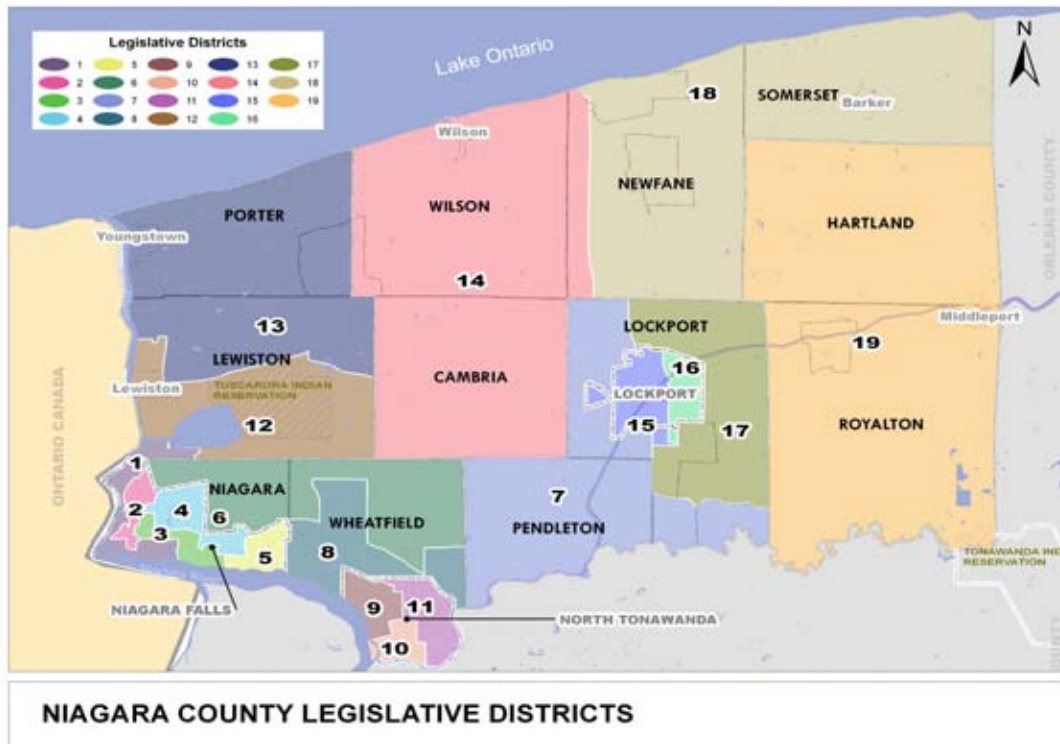 Legislative Districts
1 5 9 13 17
2 6 10 14 18
3 7 11 15 19
4 8 12 16
Lake Ontario
N
18
SOMERSET
Barker
Wilson
NEWFANE
PORTER
WILSON
HARTLAND
Youngstown
ORLEANS COUNTY
14
Middleport
13
LOCKPORT
LEWISTON
19
16
CAMBRIA
Lewiston
TUSCARORA INDIAN
RESERVATION
LOCKPORT
12
15
17
ROYALTON
ONTARIO CANADA
1
NIAGARA
7
2
4
6
WHEATFIELD
PENDLETON
3
8
5
TONAWANDA IND
RESERVATION
NIAGARA FALLS
9
11
NORTH TONAWANDA
10
COUNTY
NIAGARA COUNTY LEGISLATIVE DISTRICTS